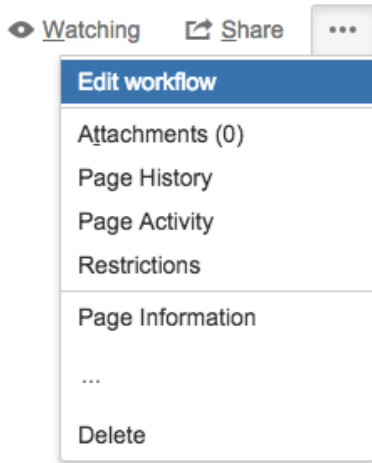 Watching Share ...
Edit workflow
Attachments (0)
Page History
Page Activity
Restrictions
Page Information
...
Delete